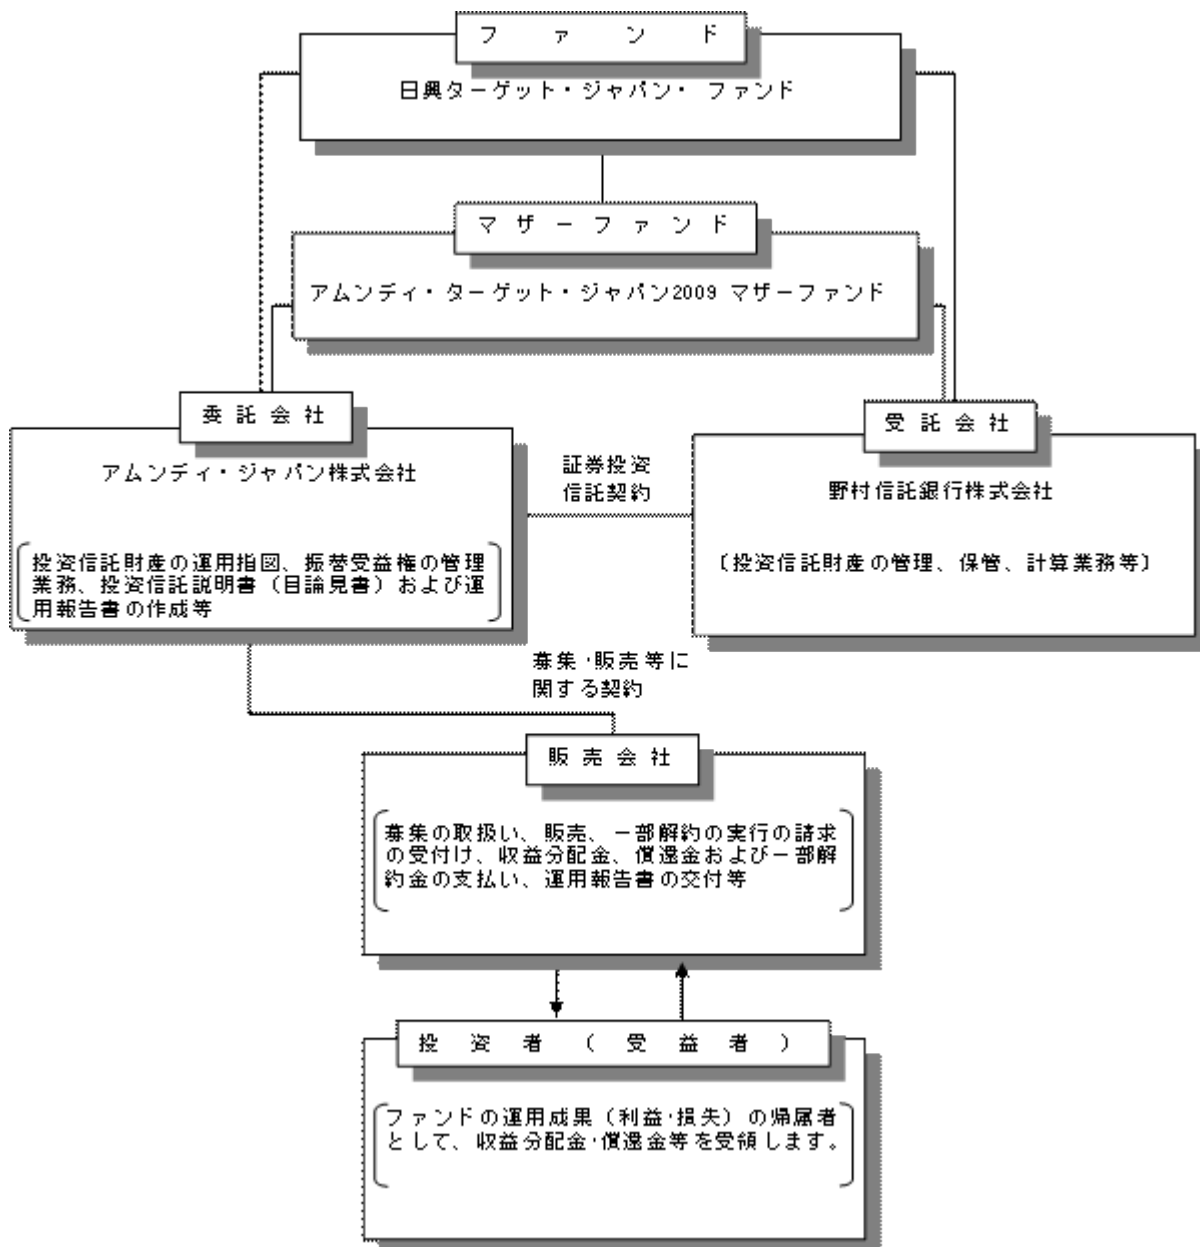 ファンド
日興ターゲット・ジャパン・ ファンド
マザーファンド
アムンディ・ターゲット・ジャパン2009 マザーファンド
委託会社
アムンディ・ジャパン株式会社
投資信託財産の運用指図、振替受益権の管理
業務、投資信託説明書（目論見書）および運
用報告書の作成等
証券投資
信託契約
受託会社
野村信託銀行株式会社
〔投資信託財産の管理、保管、計算業務等〕
募集・販売等に
関する契約
販売会社
募集の取扱い、販売、一部解約の実行の請求
の受付け、収益分配金、償還金および一部解
約金の支払い、運用報告書の交付等
投資者（受益者）
ファンドの運用成果（利益・損失）の帰属者
として、収益分配金・償還金等を受領します。